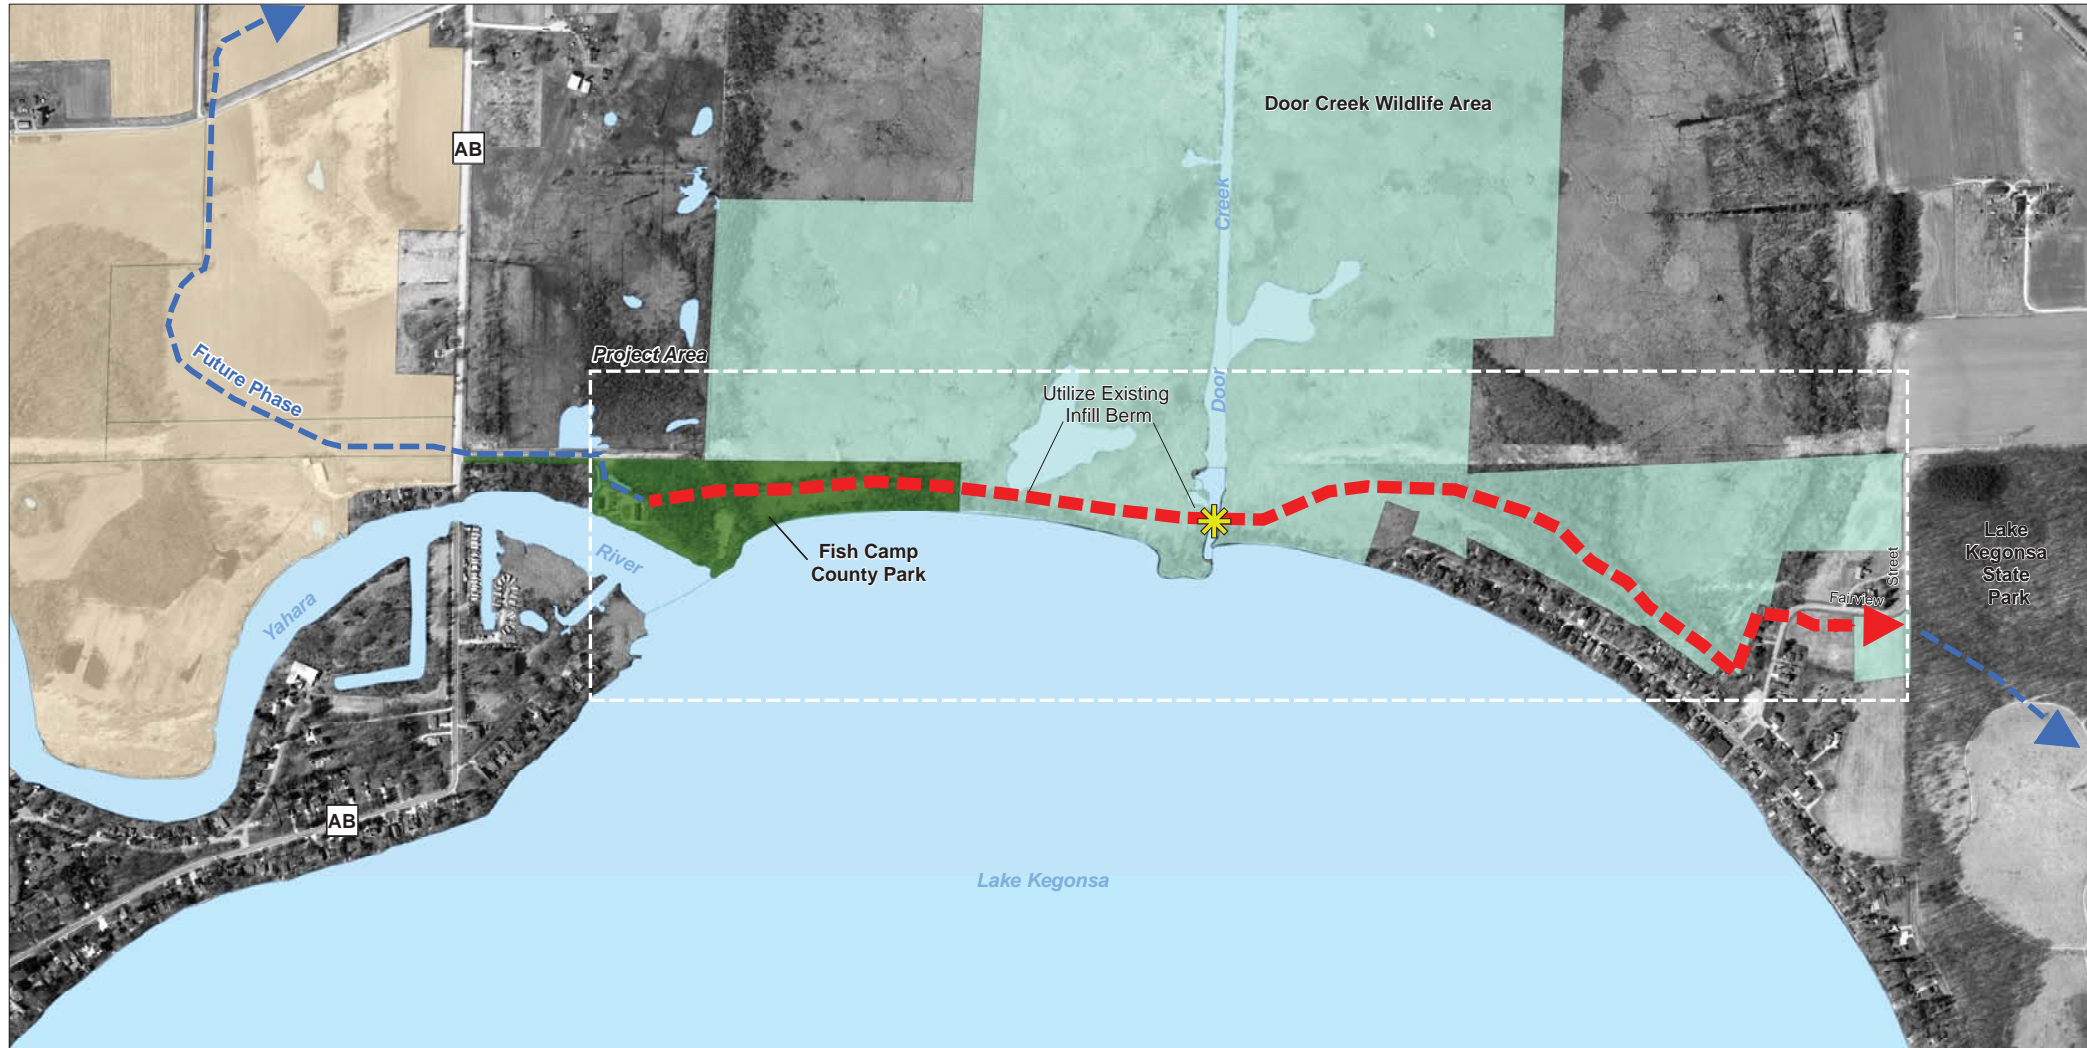 Door Creek Wildlife Area
AB
Creek
Future Phase
Project Area
Door
Utilize Existing
Infill Berm
Fish Camp
County Park
River
Yahara
Lake
Kegonsa
State
Park
Street
Fairview
AB
Lake Kegonsa